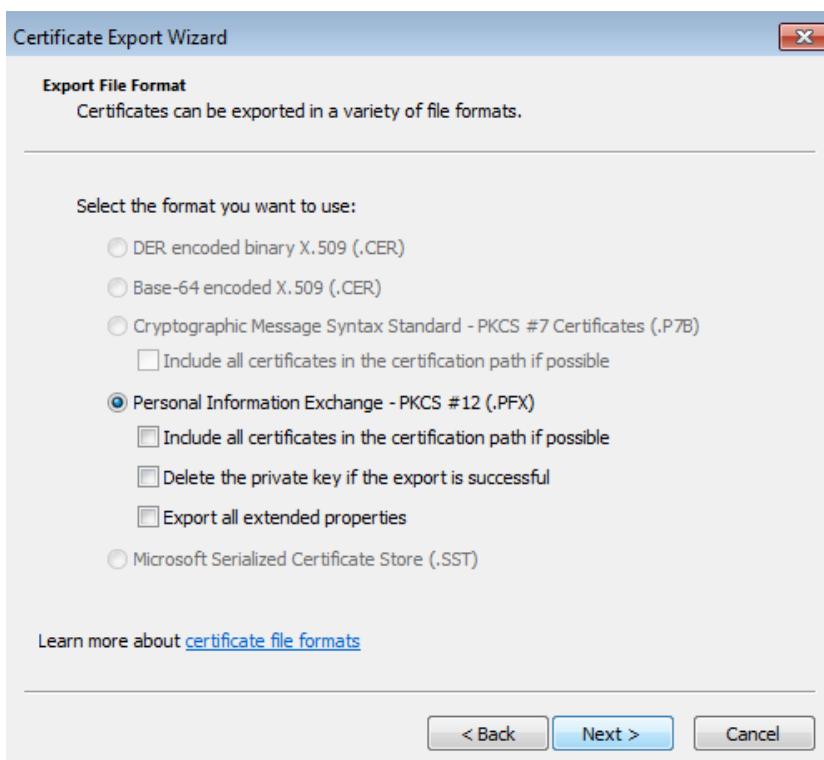 Certificate Export Wizard
Export File Format
Certificates can be exported in a variety of file formats.
Select the format you want to use:
DER encoded binary X.509 (.CER)
Base-64 encoded X.509 (.CER)
Cryptographic Message Syntax Standard - PKCS #7 Certificates (.P7B)
Include all certificates in the certification path if possible
Personal Information Exchange - PKCS #12 (.PFX)
Include all certificates in the certification path if possible
Delete the private key if the export is successful
Export all extended properties
Microsoft Serialized Certificate Store (.SST)
Learn more about certificate file formats
< Back Next > Cancel